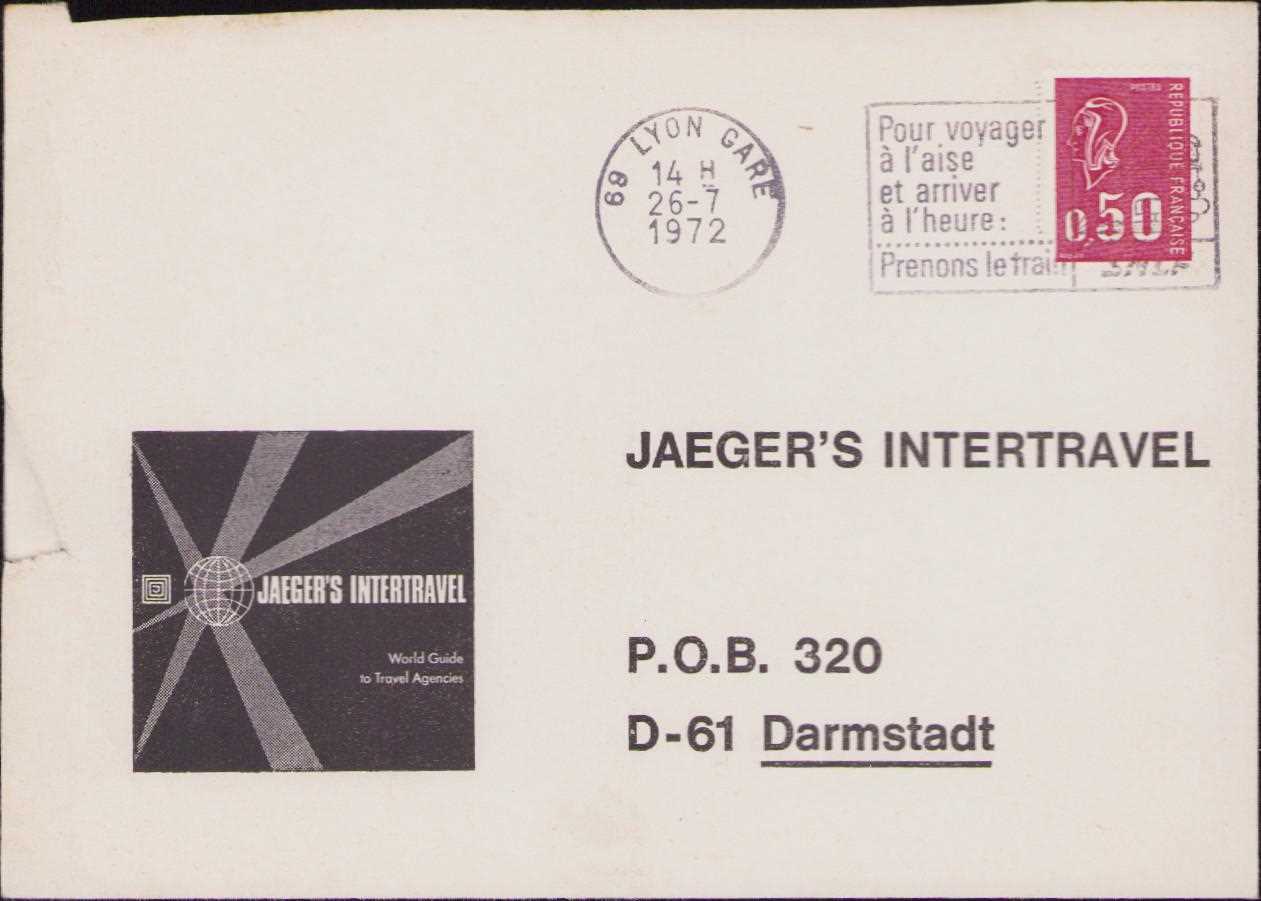 69 LYON GARE
14 H
26-7
1972
Pour voyager
à l'aise
et arriver
à l'heure:
Prenons le train
SNCF
POSTES
REPUBLIQUE FRANÇAISE
0,50
JAEGER'S INTERTRAVEL
P.O.B. 320
D-61 Darmstadt
JAEGER'S INTERTRAVEL
World Guide
to Travel Agencies